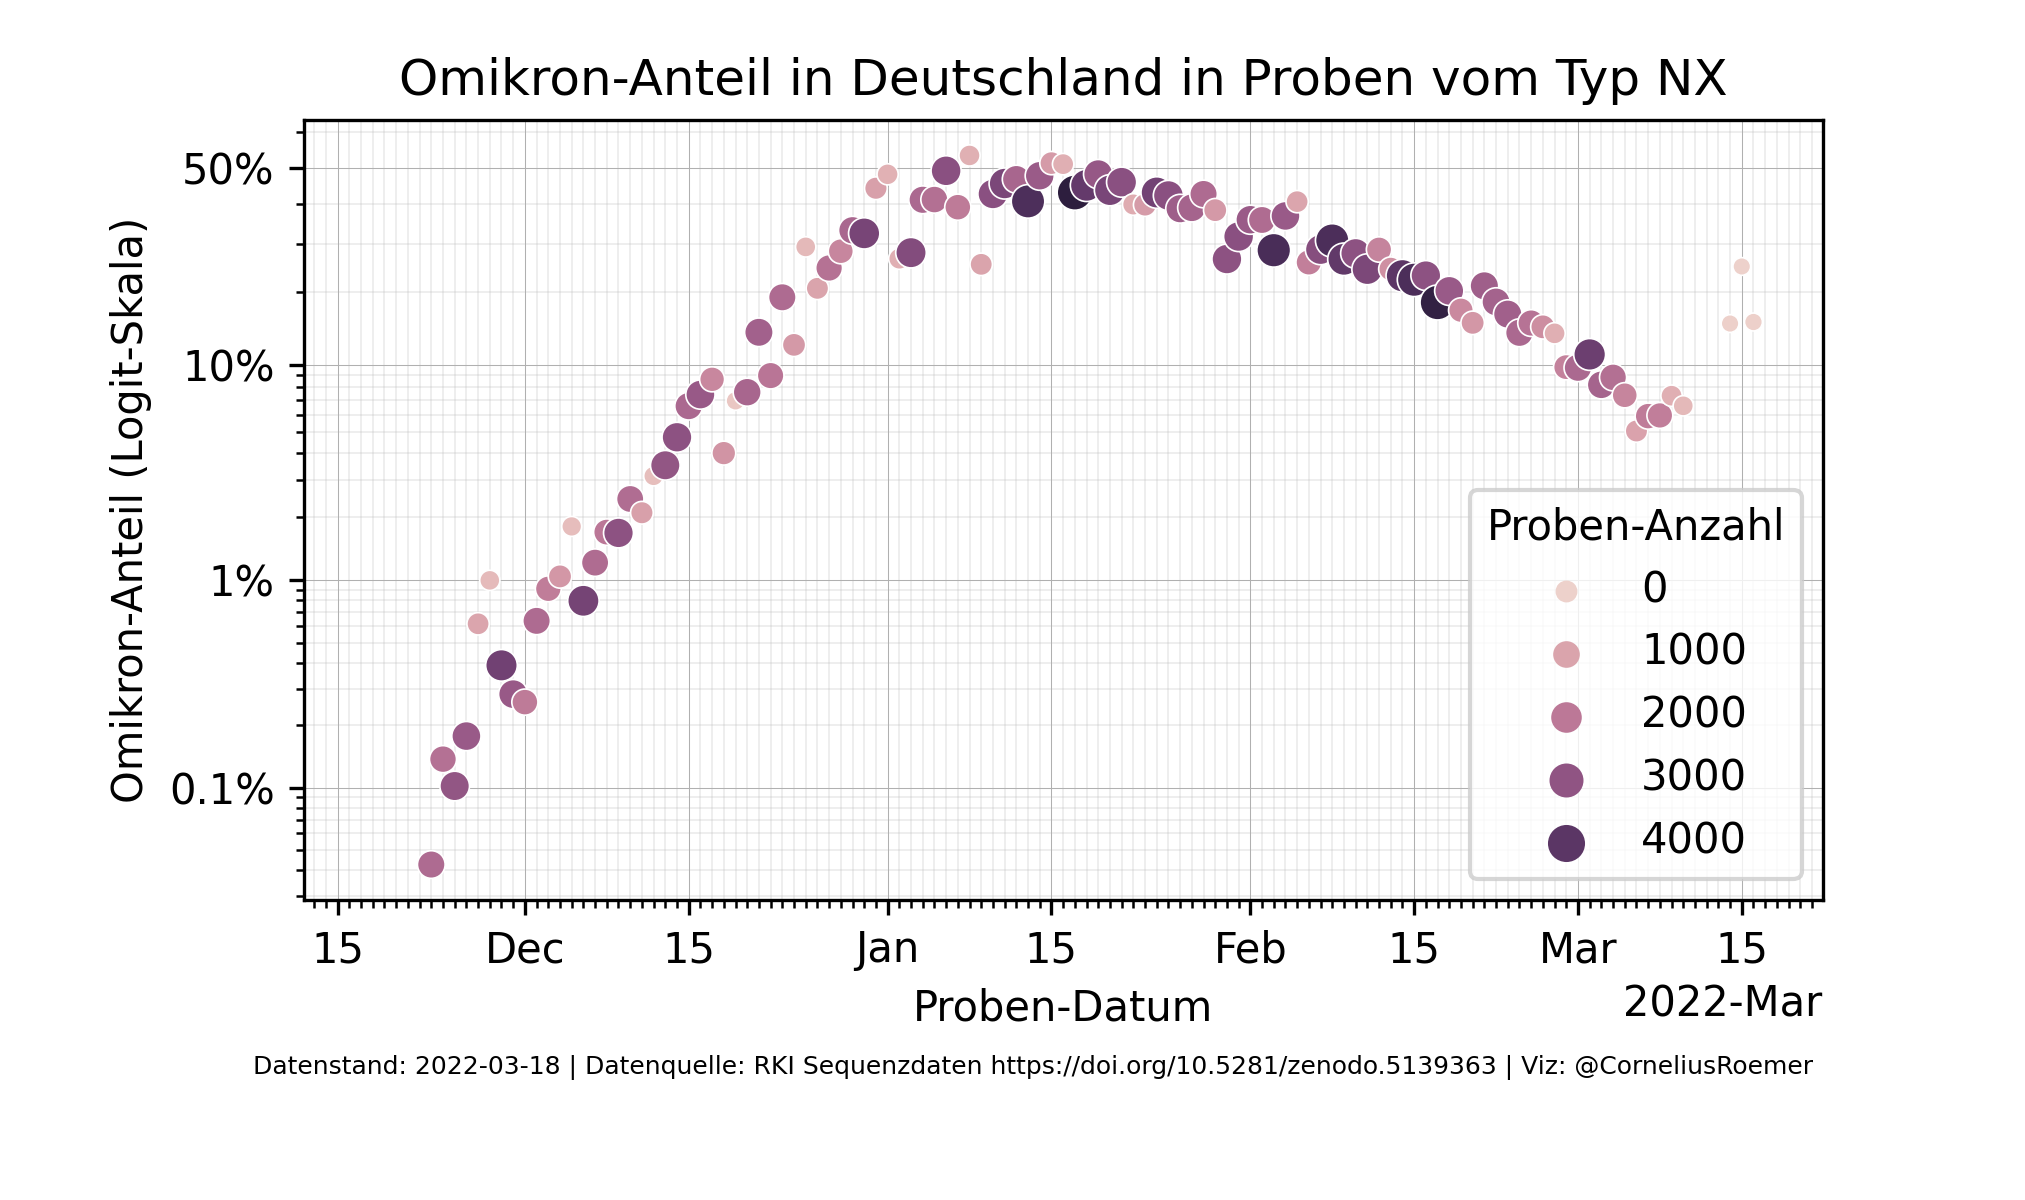 Omikron-Anteil in Deutschland in Proben vom Typ NX
Omikron-Anteil (Logit-Skala)
50%
10%
1%
0.1%
Proben-Anzahl
0
1000
2000
3000
4000
15 Dec 15 Jan 15 Feb 15 Mar 15
2022-Mar
Proben-Datum
Datenstand: 2022-03-18 | Datenquelle: RKI Sequenzdaten https://doi.org/10.5281/zenodo.5139363 | Viz: @CorneliusRoemer